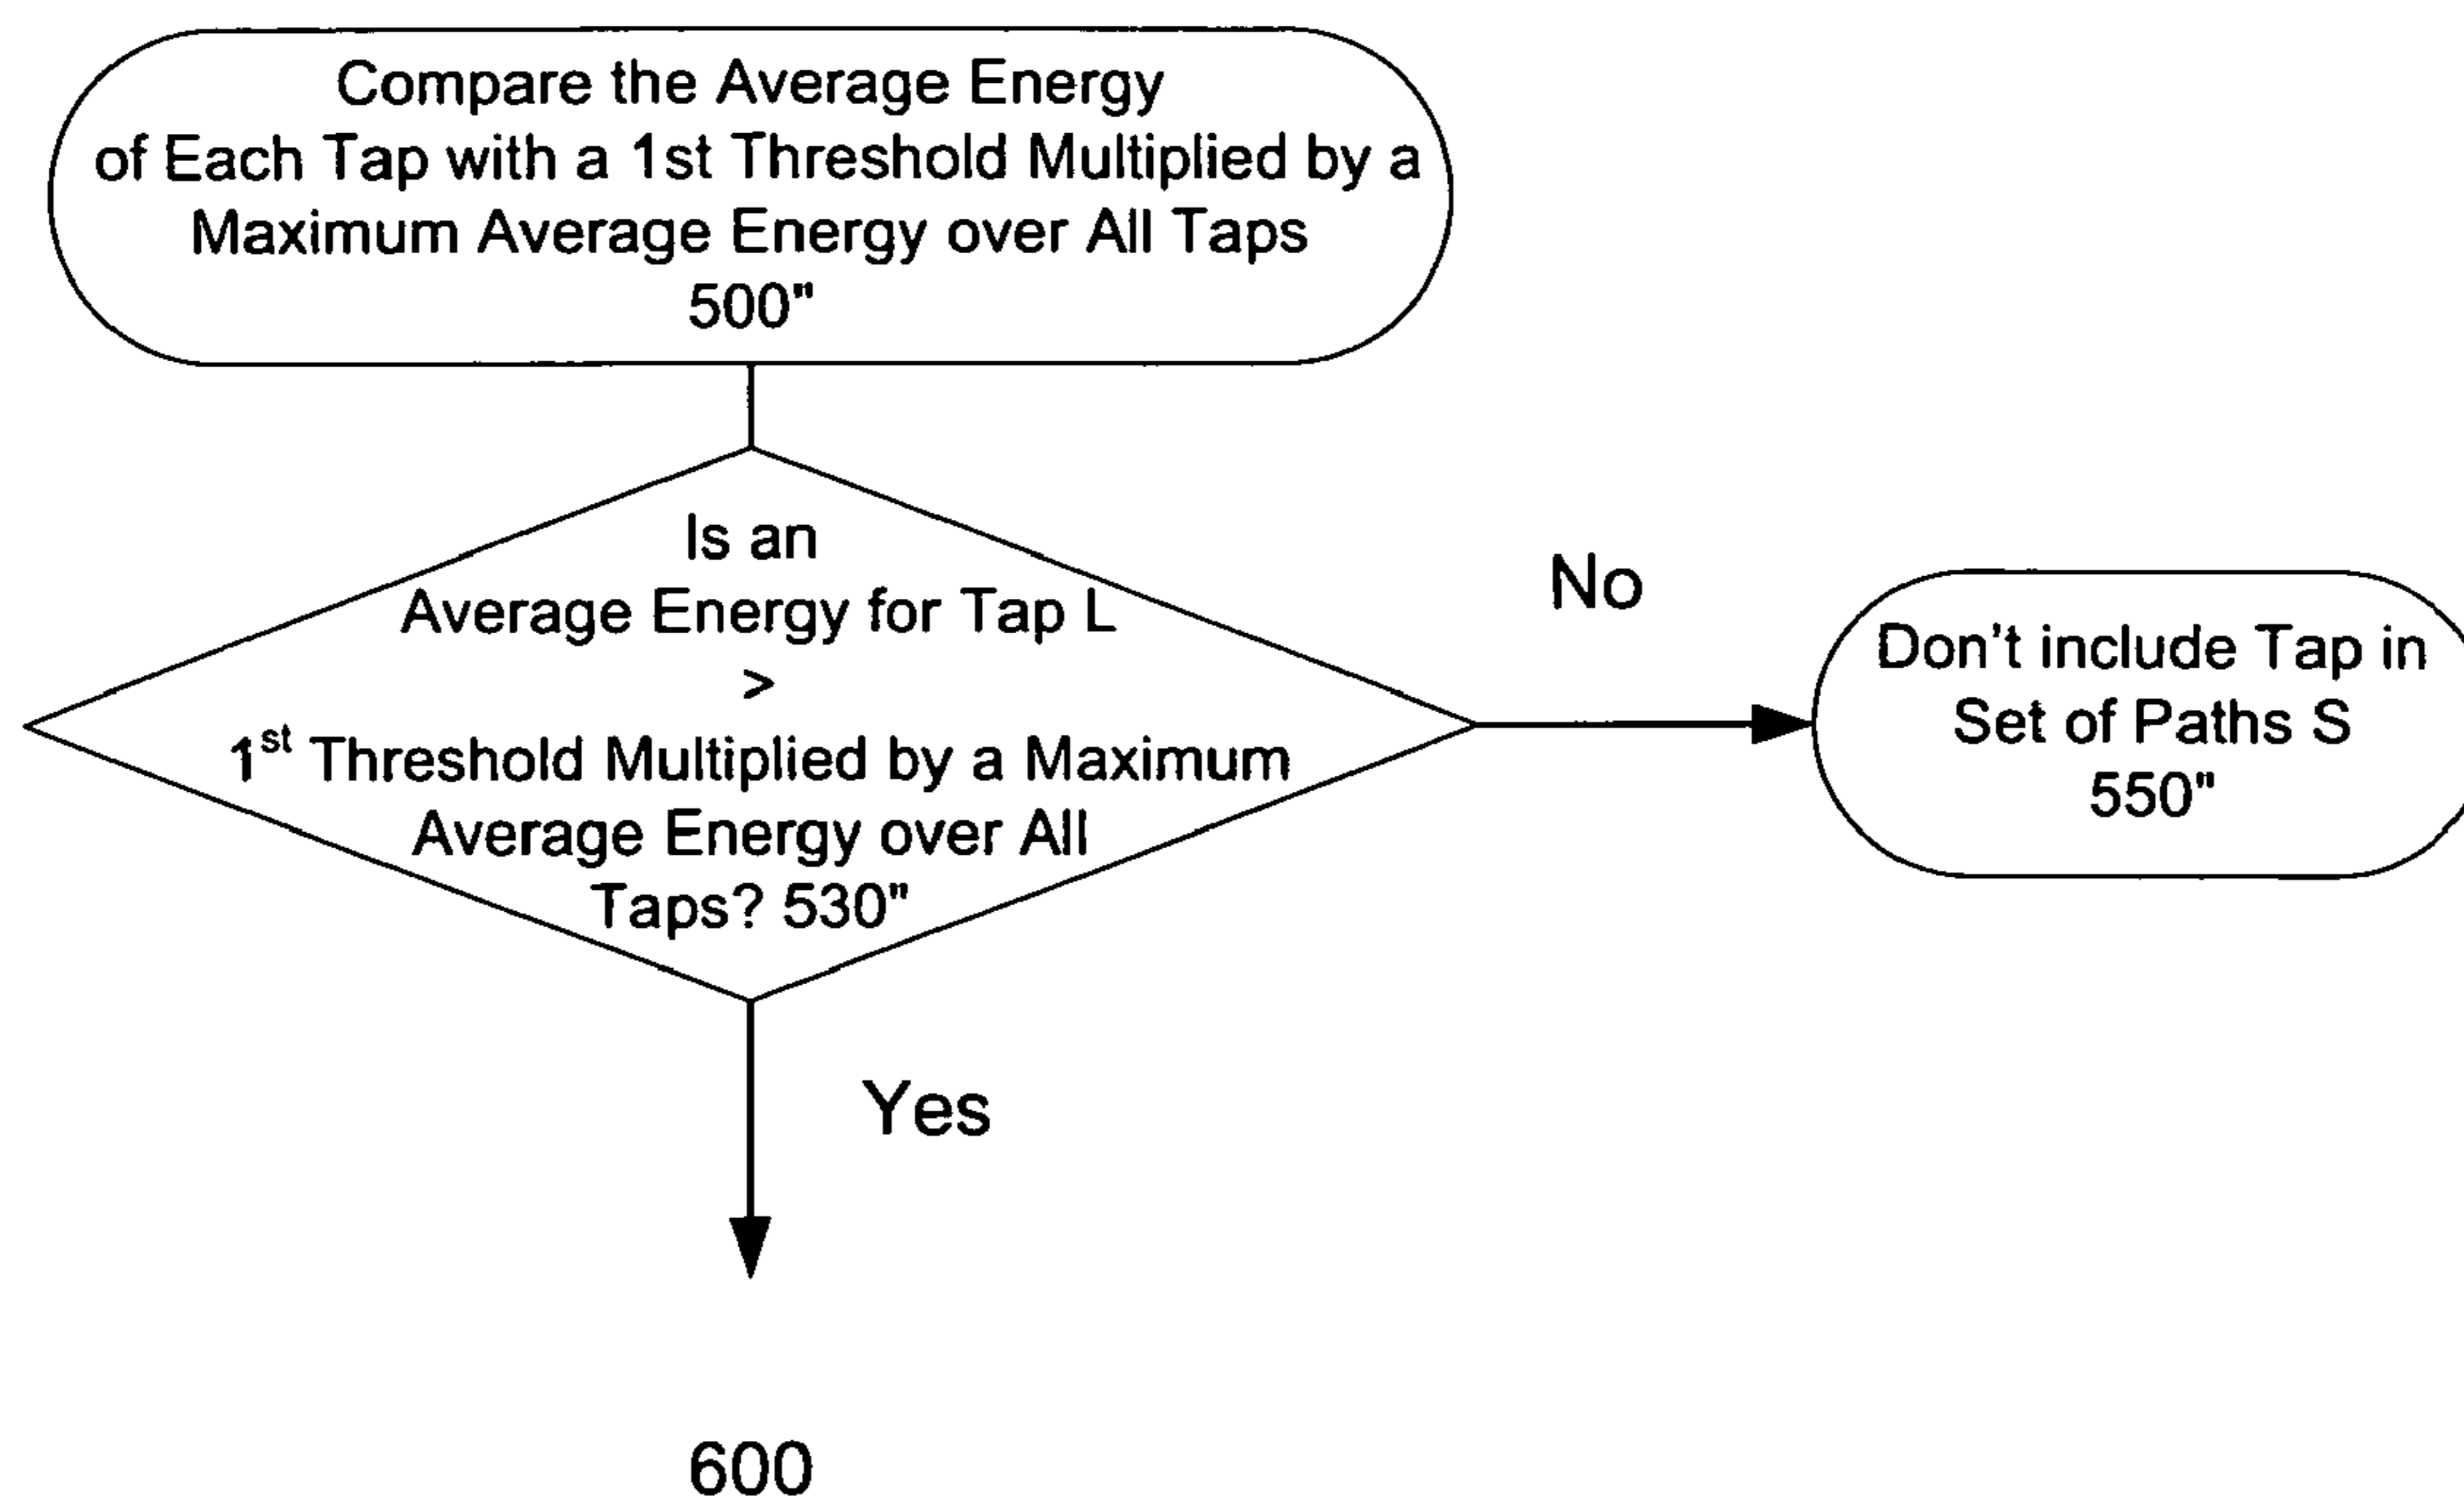 Compare the Average Energy
of Each Tap with a 1st Threshold Multiplied by a
Maximum Average Energy over All Taps
500"
Is an
Average Energy for Tap L
>
1st Threshold Multiplied by a Maximum
Average Energy over All
Taps? 530"
No
Don't include Tap in
Set of Paths S
550"
Yes
600